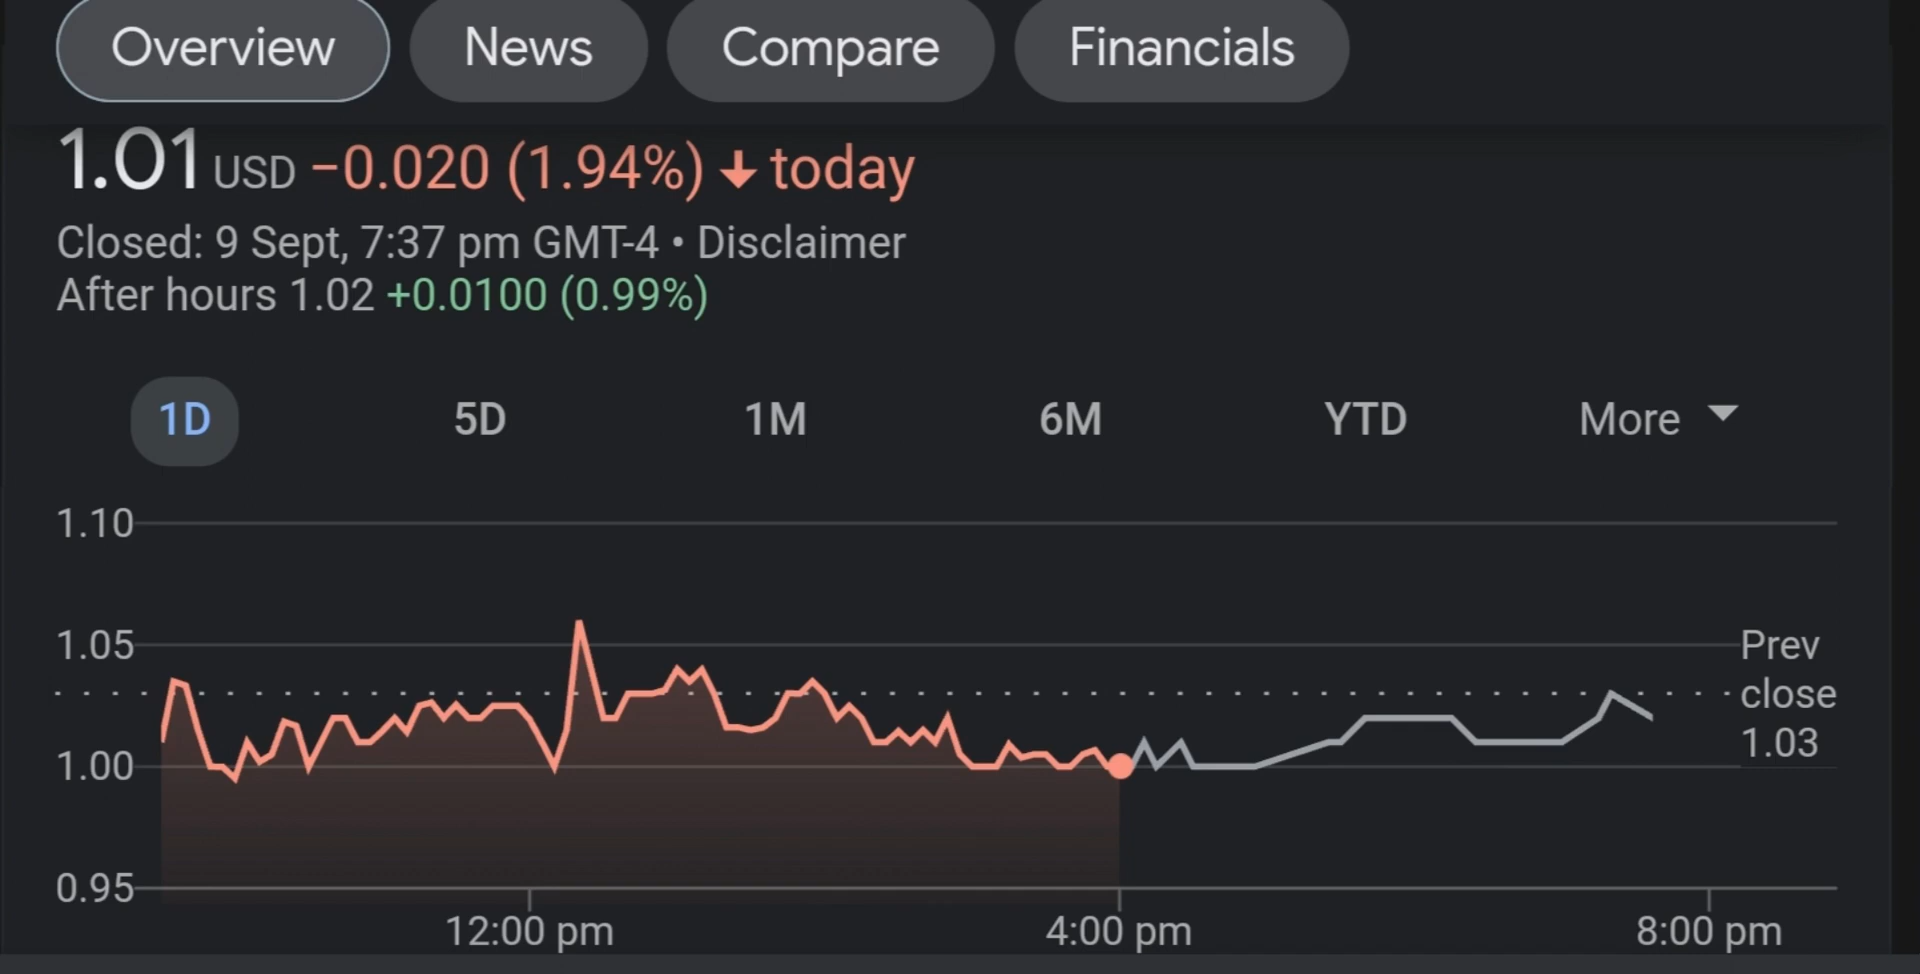 Overview News Compare Financials
1.01 USD −0.020 (1.94%) ↓ today
Closed: 9 Sept, 7:37 pm GMT-4 • Disclaimer
After hours 1.02 +0.0100 (0.99%)
1D 5D 1M 6M YTD More
1.10
1.05
1.00
0.95
Prev
close
1.03
12:00 pm 4:00 pm 8:00 pm